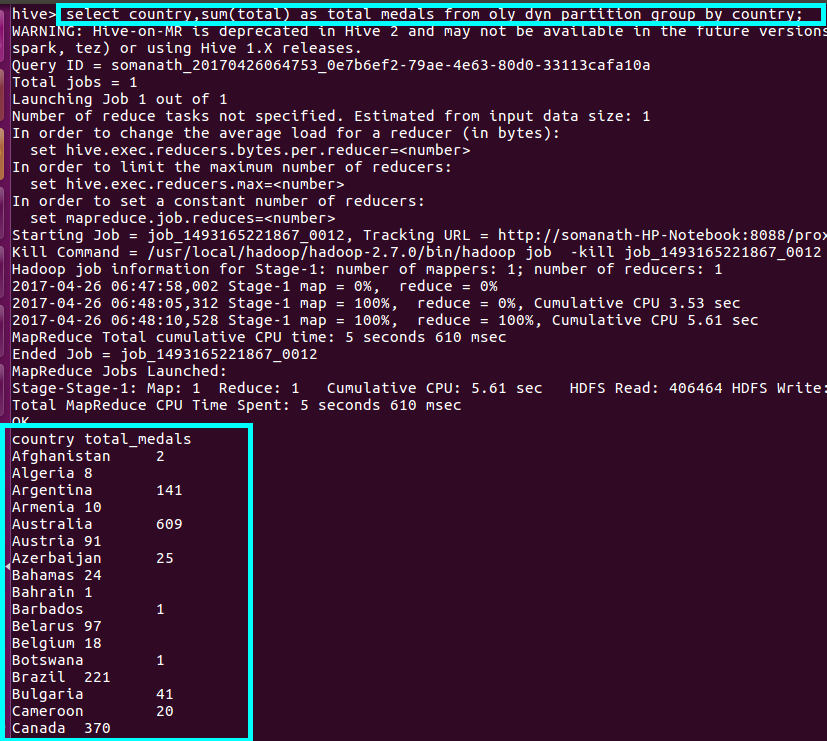 hive> select country,sum(total) as total_medals from oly_dyn_partition group by country;
WARNING: Hive-on-MR is deprecated in Hive 2 and may not be available in the future versions
spark, tez) or using Hive 1.X releases.
Query ID = somanath_20170426064753_0e7b6ef2-79ae-4e63-80d0-33113cafa10a
Total jobs = 1
Launching Job 1 out of 1
Number of reduce tasks not specified. Estimated from input data size: 1
In order to change the average load for a reducer (in bytes):
  set hive.exec.reducers.bytes.per.reducer=<number>
In order to limit the maximum number of reducers:
  set hive.exec.reducers.max=<number>
In order to set a constant number of reducers:
  set mapreduce.job.reduces=<number>
Starting Job = job_1493165221867_0012, Tracking URL = http://somanath-HP-Notebook:8088/prox
Kill Command = /usr/local/hadoop/hadoop-2.7.0/bin/hadoop job  -kill job_1493165221867_0012
Hadoop job information for Stage-1: number of mappers: 1; number of reducers: 1
2017-04-26 06:47:58,002 Stage-1 map = 0%,  reduce = 0%
2017-04-26 06:48:05,312 Stage-1 map = 100%,  reduce = 0%, Cumulative CPU 3.53 sec
2017-04-26 06:48:10,528 Stage-1 map = 100%,  reduce = 100%, Cumulative CPU 5.61 sec
MapReduce Total cumulative CPU time: 5 seconds 610 msec
Ended Job = job_1493165221867_0012
MapReduce Jobs Launched:
Stage-Stage-1: Map: 1  Reduce: 1   Cumulative CPU: 5.61 sec   HDFS Read: 406464 HDFS Write:
Total MapReduce CPU Time Spent: 5 seconds 610 msec
OK
country total_medals
Afghanistan     2
Algeria 8
Argentina       141
Armenia 10
Australia       609
Austria 91
Azerbaijan      25
Bahamas 24
Bahrain 1
Barbados        1
Belarus 97
Belgium 18
Botswana        1
Brazil  221
Bulgaria        41
Cameroon        20
Canada  370